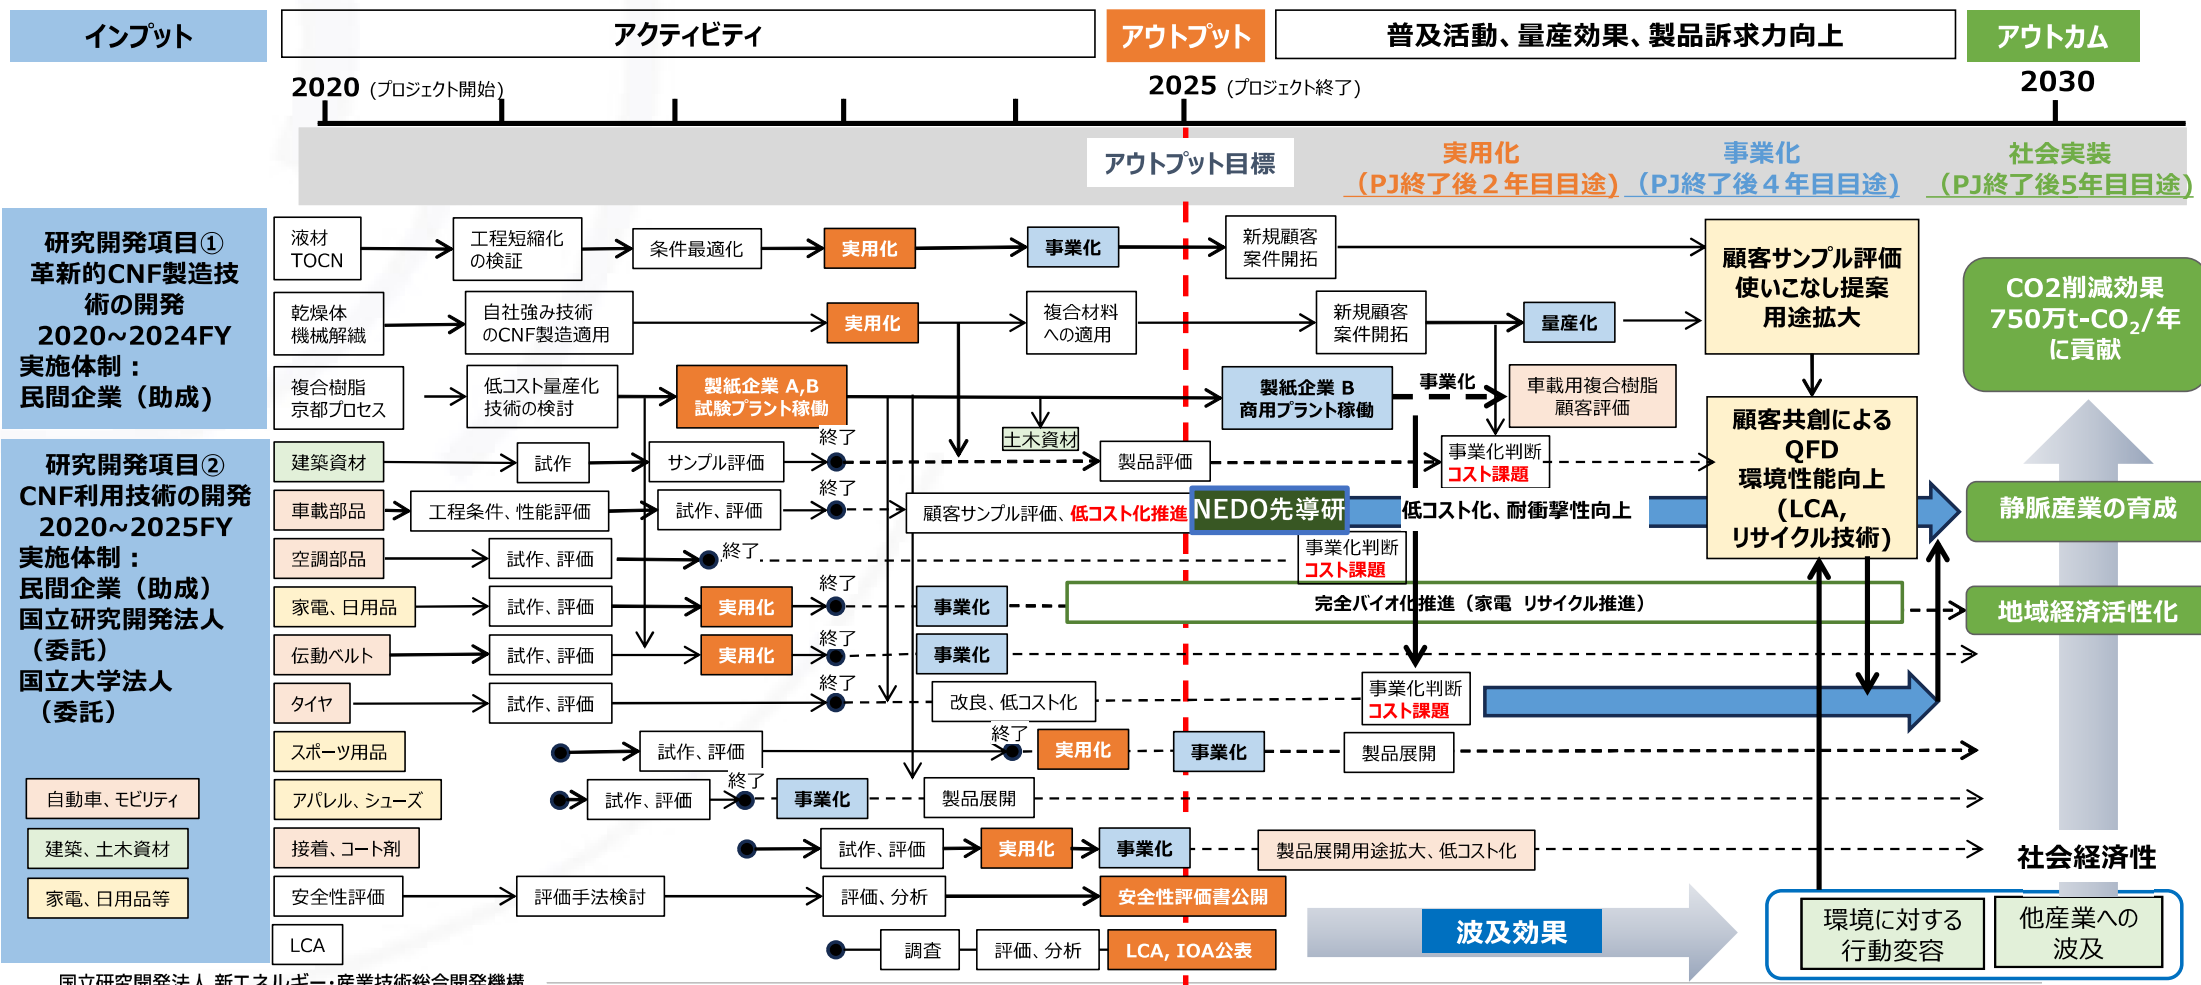 インプット
アクティビティ
アウトプット
普及活動、量産効果、製品訴求力向上
アウトカム
2020 (プロジェクト開始)
2025 (プロジェクト終了)
2030
アウトプット目標
実用化
(PJ終了後２年目目途)
事業化
(PJ終了後４年目目途)
社会実装
(PJ終了後5年目目途)
研究開発項目①
革新的CNF製造技
術の開発
2020~2024FY
実施体制：
民間企業（助成)
液材
TOCN
工程短縮化
の検証
条件最適化
実用化
事業化
新規顧客
案件開拓
顧客サンプル評価
使いこなし提案
用途拡大
乾燥体
機械解繊
自社強み技術
のCNF製造適用
実用化
複合材料
への適用
新規顧客
案件開拓
量産化
複合樹脂
京都プロセス
低コスト量産化
技術の検討
製紙企業 A,B
試験プラント稼働
製紙企業 B
商用プラント稼働
事業化
車載用複合樹脂
顧客評価
CO2削減効果
750万t-CO₂/年
に貢献
研究開発項目②
CNF利用技術の開発
2020~2025FY
実施体制：
民間企業（助成）
国立研究開発法人
（委託）
国立大学法人
（委託）
建築資材
試作
サンプル評価
終了
土木資材
製品評価
事業化判断
コスト課題
顧客共創による
QFD
環境性能向上
(LCA,
リサイクル技術)
車載部品
工程条件、性能評価
試作、評価
終了
顧客サンプル評価、低コスト化推進
NEDO先導研
低コスト化、耐衝撃性向上
静脈産業の育成
空調部品
試作、評価
終了
事業化判断
コスト課題
家電、日用品
試作、評価
実用化
終了
事業化
完全バイオ化推進（家電 リサイクル推進）
地域経済活性化
伝動ベルト
試作、評価
実用化
終了
事業化
タイヤ
試作、評価
終了
改良、低コスト化
事業化判断
コスト課題
スポーツ用品
試作、評価
終了
実用化
事業化
製品展開
アパレル、シューズ
試作、評価
終了
事業化
製品展開
接着、コート剤
試作、評価
実用化
事業化
製品展開用途拡大、低コスト化
安全性評価
評価手法検討
評価、分析
安全性評価書公開
LCA
調査
評価、分析
LCA, IOA公表
自動車、モビリティ
建築、土木資材
家電、日用品等
波及効果
社会経済性
環境に対する
行動変容
他産業への
波及
国立研究開発法人 新エネルギー・産業技術総合開発機構